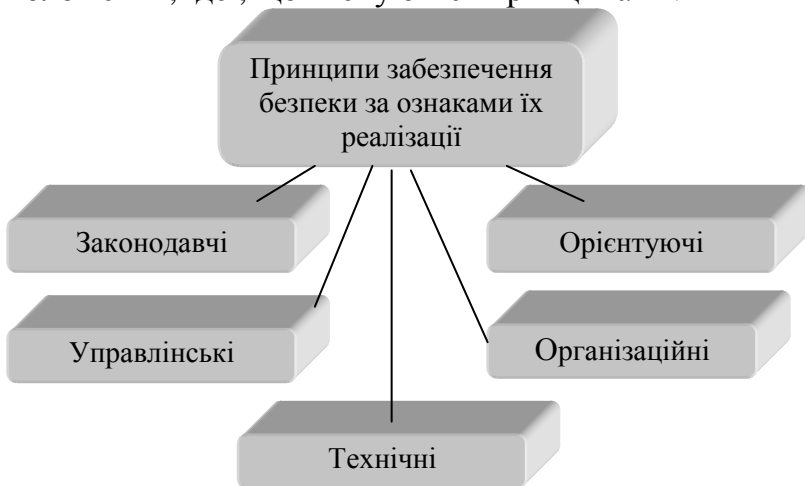 Принципи забезпечення
безпеки за ознаками їх
реалізації
Законодавчі
Орієнтуючі
Управлінські
Організаційні
Технічні